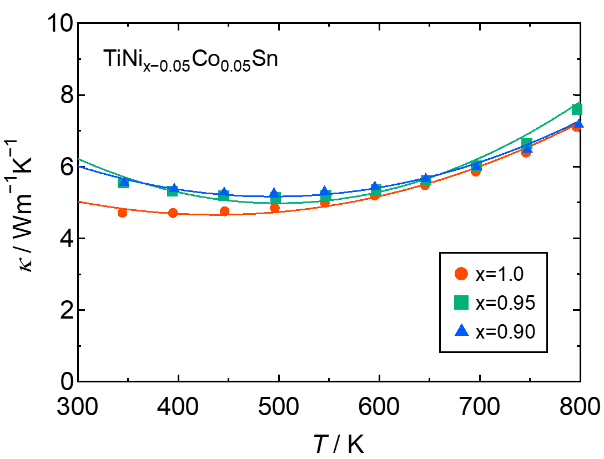 10
8
6
4
2
0
κ / Wm⁻¹K⁻¹
TiNiₓ₋₀.₀₅Co₀.₀₅Sn
x=1.0
x=0.95
x=0.90
300 400 500 600 700 800
T / K